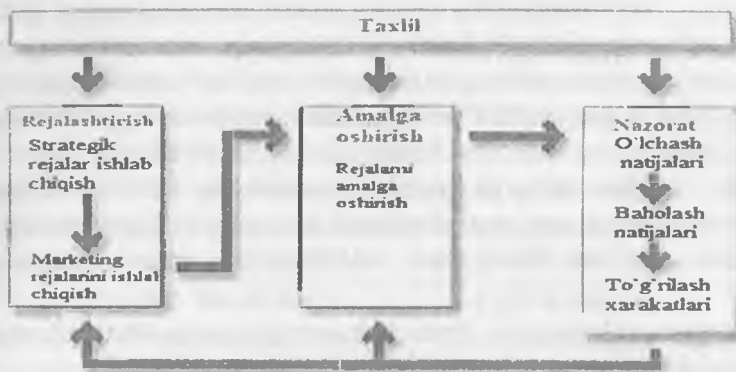 Taxlil
Rejalashtirish
Strategik
rejalar ishlab
chiqish
Marketing
rejalarini ishlab
chiqish
Amalga
oshirish
Rejalarni
amalga
oshirish
Nazorat
O`lchash
natijalari
Baholash
natijalari
To`g`rilash
xarakatlari